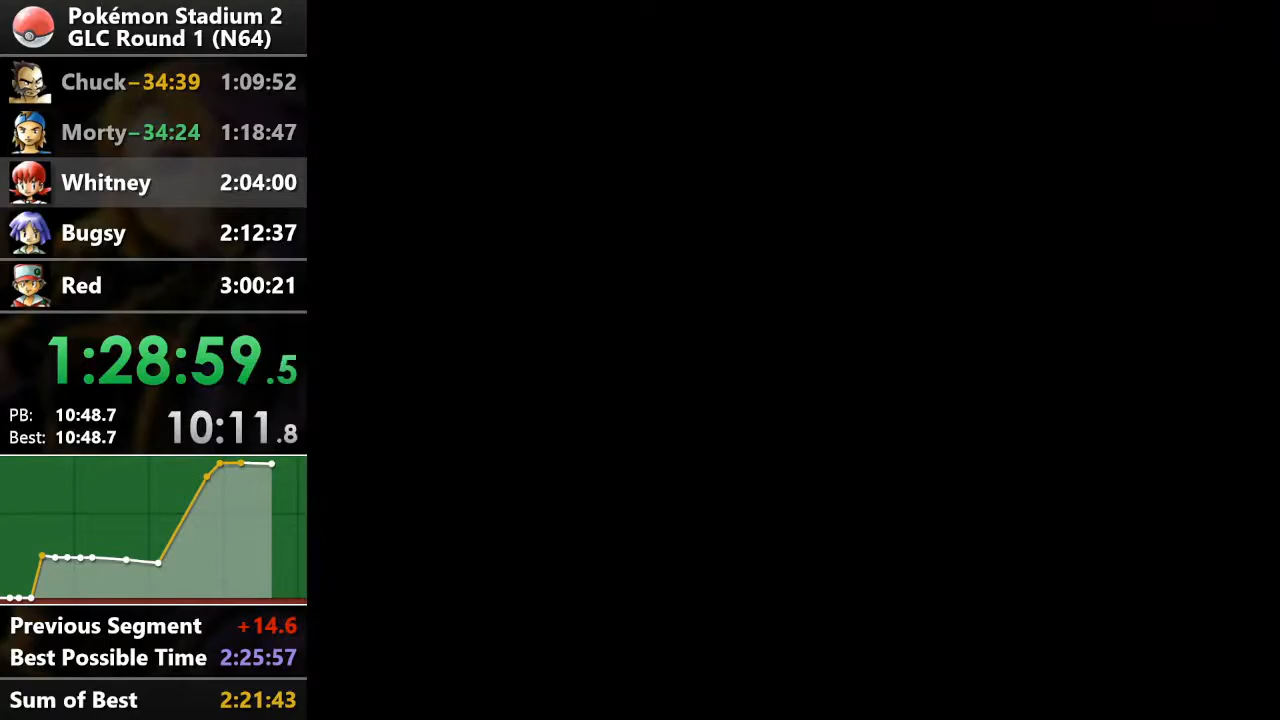 Pokémon Stadium 2
GLC Round 1 (N64)
Chuck −34:39 1:09:52
Morty −34:24 1:18:47
Whitney 2:04:00
Bugsy 2:12:37
Red 3:00:21
1:28:59.5
PB: 10:48.7
Best: 10:48.7
10:11.8
Previous Segment +14.6
Best Possible Time 2:25:57
Sum of Best 2:21:43